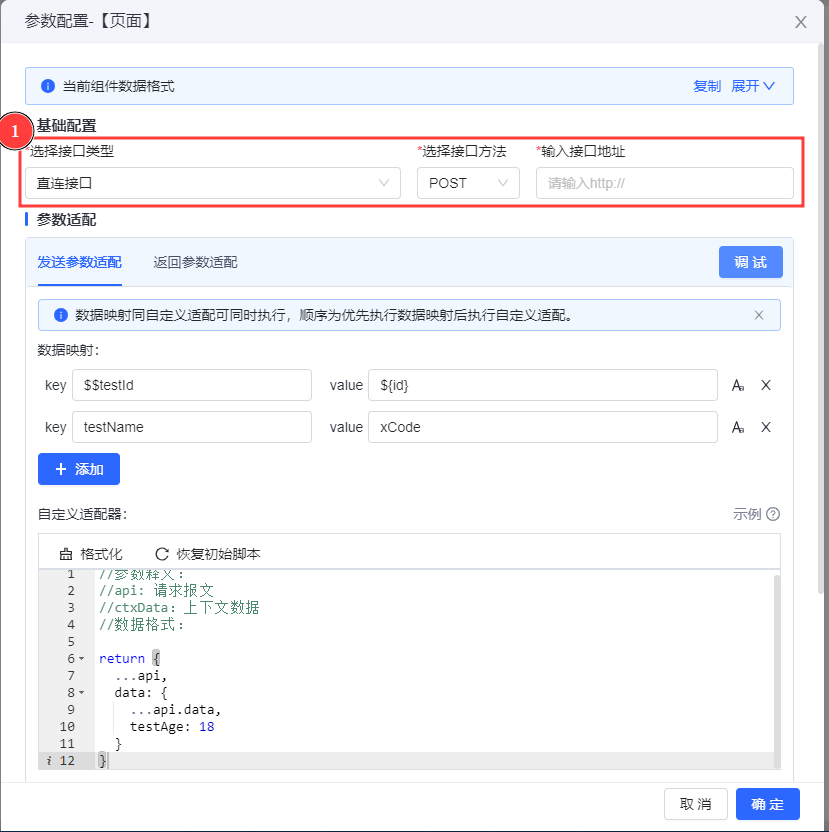 参数配置-【页面】
当前组件数据格式 复制 展开
1 基础配置
*选择接口类型 *选择接口方法 *输入接口地址
直连接口 POST 请输入http://
参数适配
发送参数适配 返回参数适配 调 试
数据映射同自定义适配可同时执行，顺序为优先执行数据映射后执行自定义适配。
数据映射：
key $$testId value ${id}
key testName value xCode
+ 添加
自定义适配器： 示例
格式化 恢复初始脚本
1 //参数释义：
2 //api: 请求报文
3 //ctxData: 上下文数据
4 //数据格式：
5
6 return {
7 ...api,
8 data: {
9 ...api.data,
10 testAge: 18
11 }
12 }
取 消 确 定